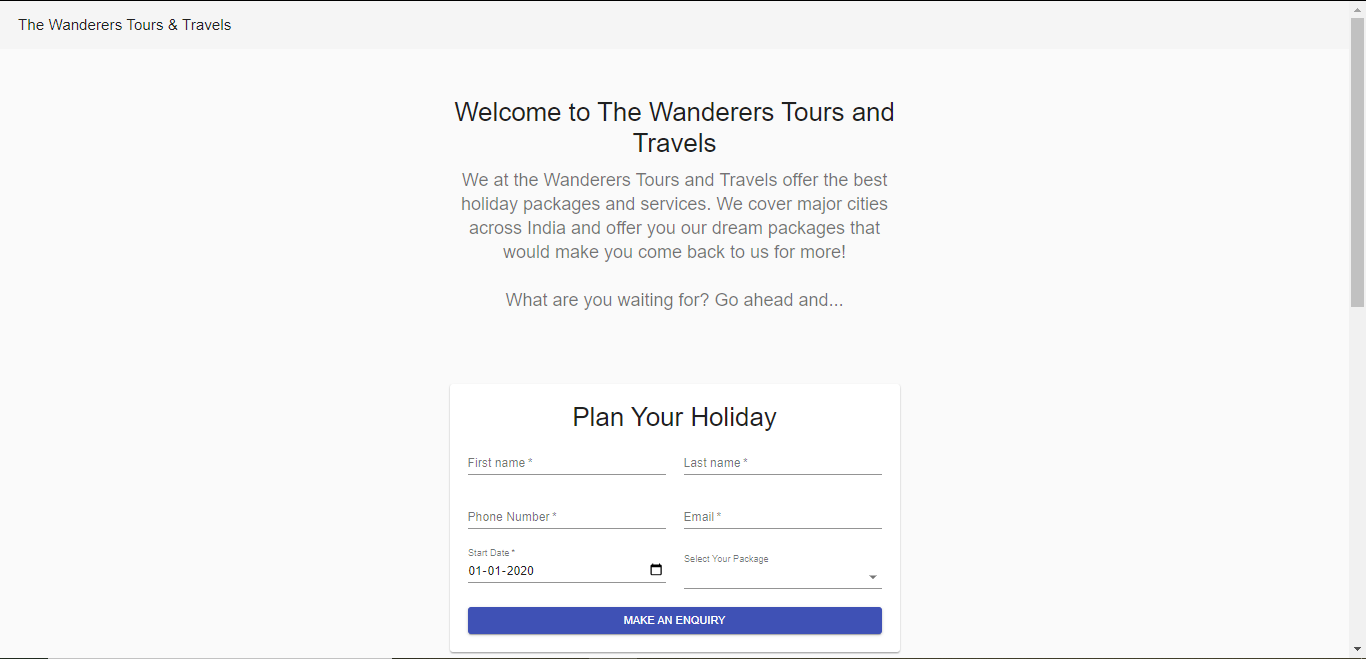 The Wanderers Tours & Travels
Welcome to The Wanderers Tours and
Travels
We at the Wanderers Tours and Travels offer the best
holiday packages and services. We cover major cities
across India and offer you our dream packages that
would make you come back to us for more!
What are you waiting for? Go ahead and...
Plan Your Holiday
First name *
Last name *
Phone Number *
Email *
Start Date *
01-01-2020
Select Your Package
MAKE AN ENQUIRY